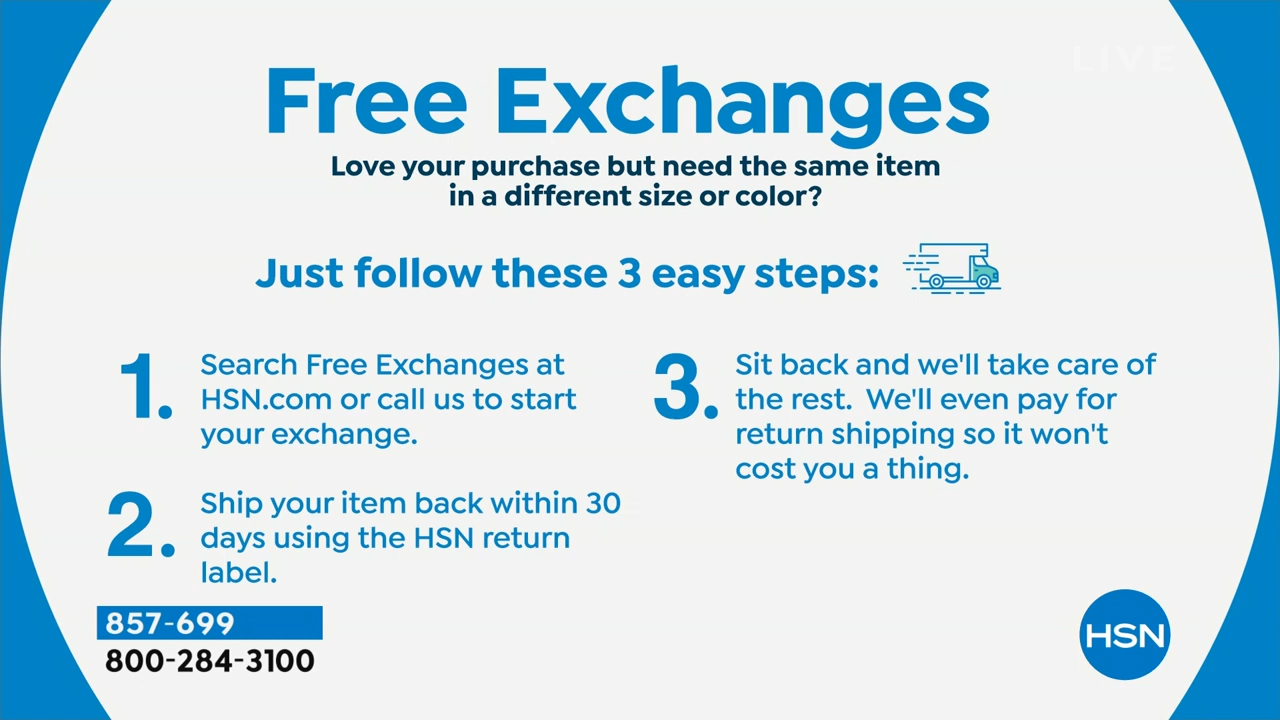 LIVE
Free Exchanges
Love your purchase but need the same item
in a different size or color?
Just follow these 3 easy steps:
1. Search Free Exchanges at
HSN.com or call us to start
your exchange.
2. Ship your item back within 30
days using the HSN return
label.
3. Sit back and we'll take care of
the rest. We'll even pay for
return shipping so it won't
cost you a thing.
857-699
800-284-3100
HSN